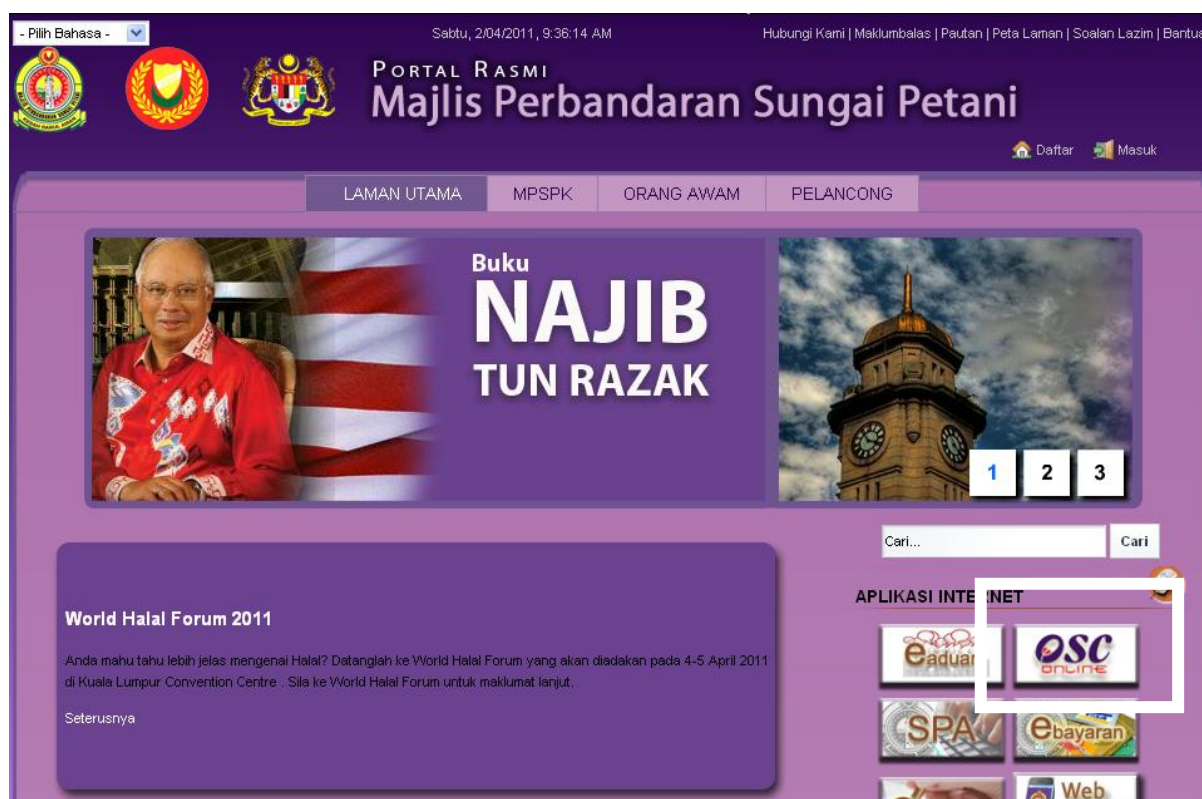 - Pilih Bahasa -
Sabtu, 2/04/2011, 9:36:14 AM
Hubungi Kami | Maklumbalas | Pautan | Peta Laman | Soalan Lazim |
PORTAL RASMI
Majlis Perbandaran Sungai Petani
Daftar Masuk
LAMAN UTAMA MPSPK ORANG AWAM PELANCONG
Buku
NAJIB
TUN RAZAK
1 2 3
Cari... Cari
APLIKASI INTERNET
World Halal Forum 2011
Anda mahu tahu lebih jelas mengenai Halal? Datanglah ke World Halal Forum yang akan diadakan pada 4-5 April 2011
di Kuala Lumpur Convention Centre . Sila ke World Halal Forum untuk maklumat lanjut.
Seterusnya
OSC
ONLINE
SPA
ebayaran
Web